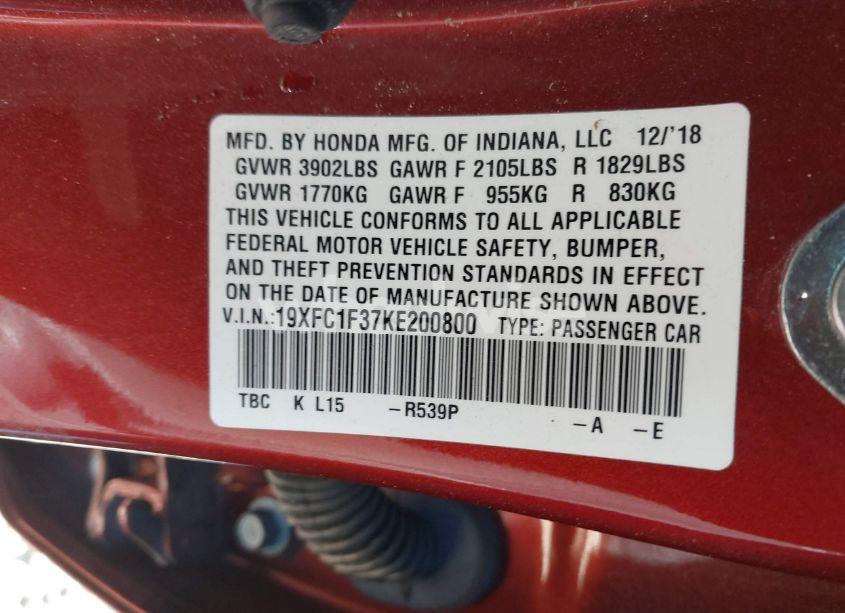 MFD. BY HONDA MFG. OF INDIANA, LLC 12/'18
GVWR 3902LBS GAWR F 2105LBS R 1829LBS
GVWR 1770KG GAWR F 955KG R 830KG
THIS VEHICLE CONFORMS TO ALL APPLICABLE
FEDERAL MOTOR VEHICLE SAFETY, BUMPER,
AND THEFT PREVENTION STANDARDS IN EFFECT
ON THE DATE OF MANUFACTURE SHOWN ABOVE.
V.I.N.:19XFC1F37KE200800 TYPE: PASSENGER CAR
TBC K L15 -R539P -A -E